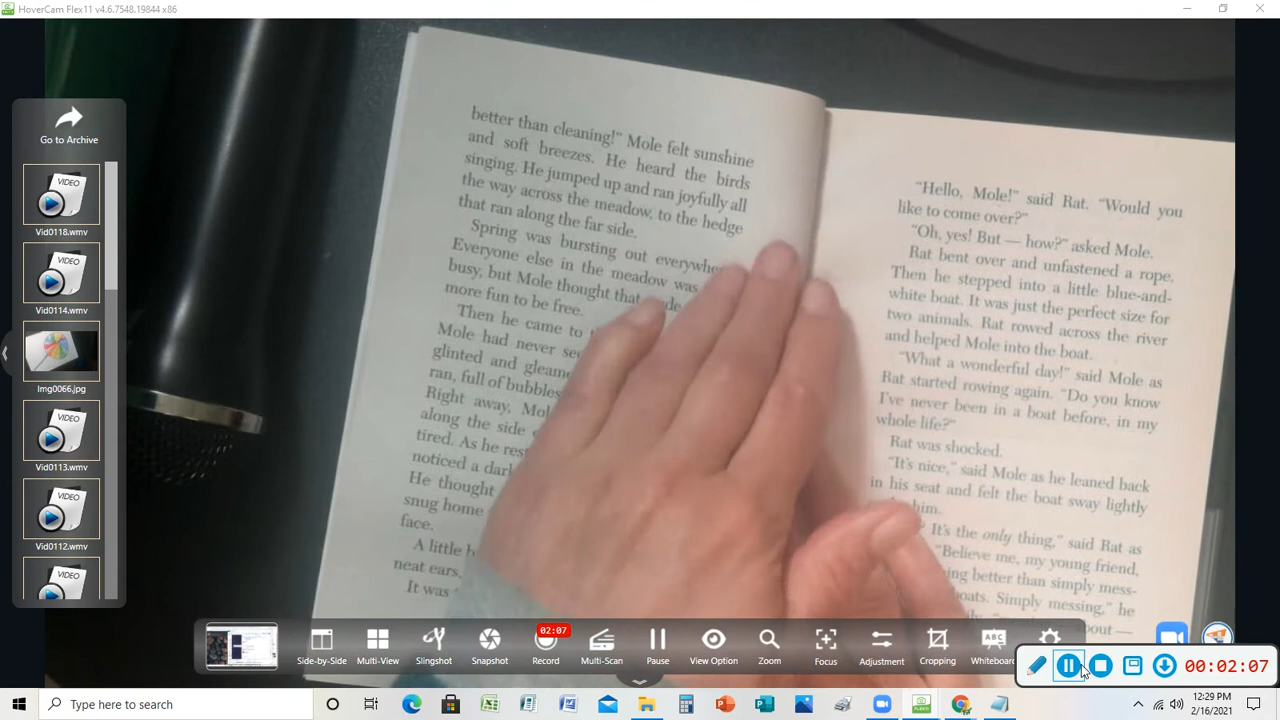 HoverCam Flex11 v4.6.7548.19844 x86
Go to Archive
VIDEO
Vid0118.wmv
VIDEO
Vid0114.wmv
Img0066.jpg
VIDEO
Vid0113.wmv
VIDEO
Vid0112.wmv
VIDEO
better than cleaning!” Mole felt sunshine
and soft breezes. He heard the birds
singing. He jumped up and ran joyfully all
the way across the meadow, to the hedge
that ran along the far side.
Spring was bursting out everywhe
Everyone else in the meadow was
busy, but Mole thought that
more fun to be free.
Then he came to
Mole had never se
glinted and gleame
ran, full of bubbles
Right away, Mol
along the side
tired. As he res
noticed a dark
He thought
snug home
face.
A little
neat ears,
It was
“Hello, Mole!” said Rat. “Would you
like to come over?”
“Oh, yes! But — how?” asked Mole.
Rat bent over and unfastened a rope.
Then he stepped into a little blue-and-
white boat. It was just the perfect size for
two animals. Rat rowed across the river
and helped Mole into the boat.
“What a wonderful day!” said Mole as
Rat started rowing again. “Do you know
I’ve never been in a boat before, in my
whole life?”
Rat was shocked.
“It’s nice,” said Mole as he leaned back
in his seat and felt the boat sway lightly
him.
It’s the only thing,” said Rat as
“Believe me, my young friend,
ing better than simply mess-
boats. Simply messing,” he
bout —
Side-by-Side
Multi-View
Slingshot
Snapshot
02:07
Record
Multi-Scan
Pause
View Option
Zoom
Focus
Adjustment
Cropping
ABC
Whiteboard
00:02:07
Type here to search
12:29 PM
2/16/2021